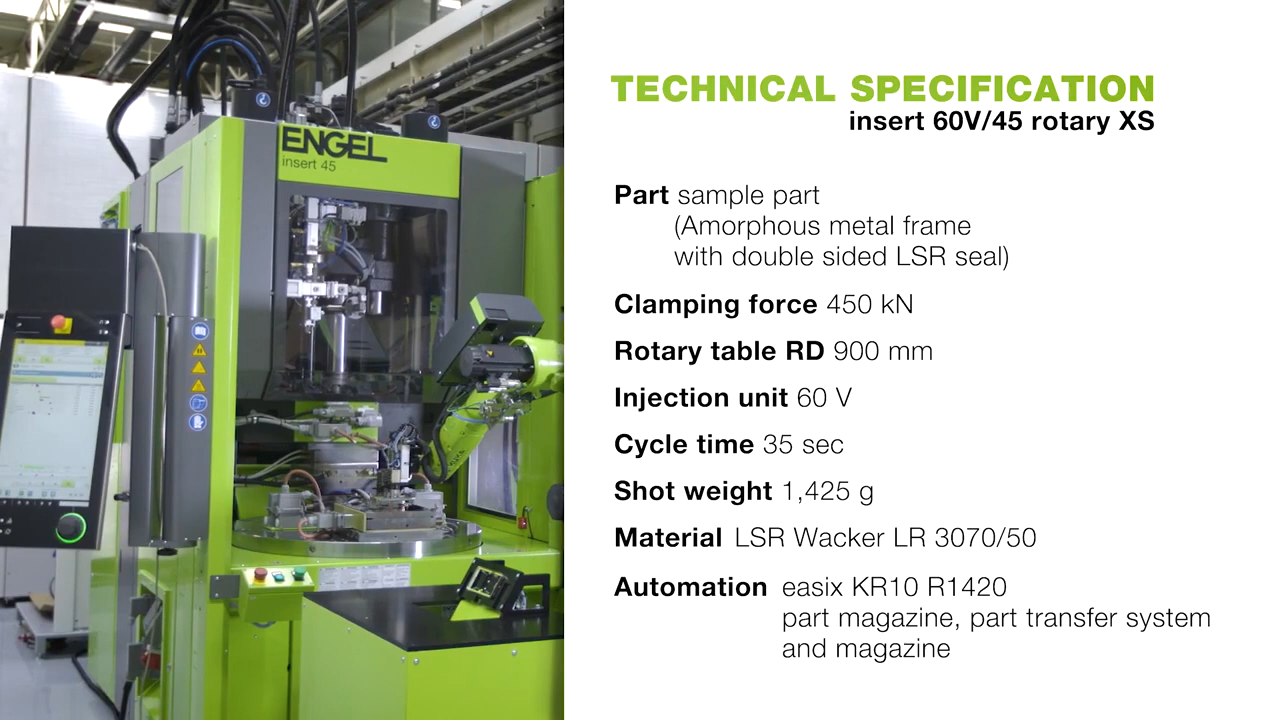 ENGEL
insert 45
TECHNICAL SPECIFICATION
insert 60V/45 rotary XS
Part sample part
(Amorphous metal frame
with double sided LSR seal)
Clamping force 450 kN
Rotary table RD 900 mm
Injection unit 60 V
Cycle time 35 sec
Shot weight 1,425 g
Material LSR Wacker LR 3070/50
Automation easix KR10 R1420
part magazine, part transfer system
and magazine